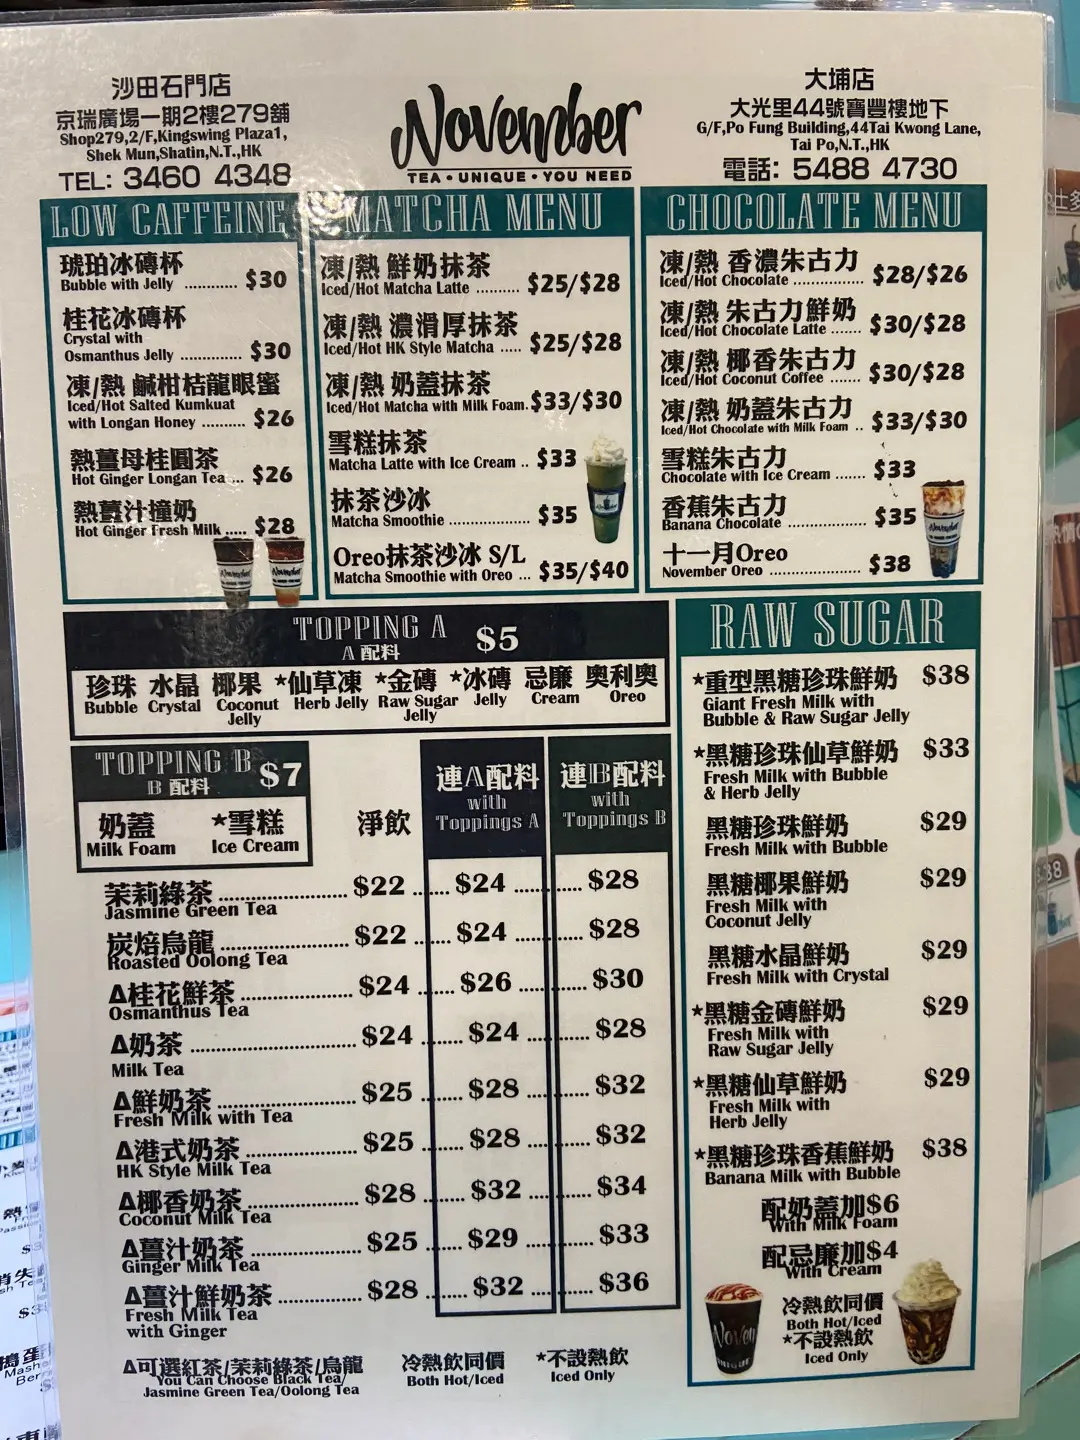 沙田石門店
京瑞廣場一期2樓279舖
Shop279,2/F,Kingswing Plaza1,
Shek Mun,Shatin,N.T.,HK
TEL: 3460 4348
November
TEA • UNIQUE • YOU NEED
大埔店
大光里44號寶豐樓地下
G/F,Po Fung Building,44Tai Kwong Lane,
Tai Po,N.T.,HK
電話: 5488 4730
LOW CAFFEINE
琥珀冰磚杯
Bubble with Jelly ............ $30
桂花冰磚杯
Crystal with
Osmanthus Jelly ............. $30
凍/熱 鹹柑桔龍眼蜜
Iced/Hot Salted Kumkuat
with Longan Honey .......... $26
熱薑母桂圓茶
Hot Ginger Longan Tea ... $26
熱薑汁撞奶
Hot Ginger Fresh Milk ..... $28
MATCHA MENU
凍/熱 鮮奶抹茶
Iced/Hot Matcha Latte ......... $25/$28
凍/熱 濃滑厚抹茶
Iced/Hot HK Style Matcha ..... $25/$28
凍/熱 奶蓋抹茶
Iced/Hot Matcha with Milk Foam. $33/$30
雪糕抹茶
Matcha Latte with Ice Cream .. $33
抹茶沙冰
Matcha Smoothie ................. $35
Oreo抹茶沙冰 S/L
Matcha Smoothie with Oreo ... $35/$40
CHOCOLATE MENU
凍/熱 香濃朱古力
Iced/Hot Chocolate ............... $28/$26
凍/熱 朱古力鮮奶
Iced/Hot Chocolate Latte ....... $30/$28
凍/熱 椰香朱古力
Iced/Hot Coconut Coffee ....... $30/$28
凍/熱 奶蓋朱古力
Iced/Hot Chocolate with Milk Foam .. $33/$30
雪糕朱古力
Chocolate with Ice Cream ....... $33
香蕉朱古力
Banana Chocolate ................. $35
十一月Oreo
November Oreo ..................... $38
TOPPING A $5
A 配料
珍珠 水晶 椰果 *仙草凍 *金磚 *冰磚 忌廉 奧利奧
Bubble Crystal Coconut Jelly Herb Jelly Raw Sugar Jelly Jelly Cream Oreo
TOPPING B $7
B 配料
奶蓋 *雪糕
Milk Foam Ice Cream
淨飲
連A配料
with
Toppings A
連B配料
with
Toppings B
茉莉綠茶 $22 $24 $28
Jasmine Green Tea
炭焙烏龍 $22 $24 $28
Roasted Oolong Tea
Δ桂花鮮茶 $24 $26 $30
Osmanthus Tea
Δ奶茶 $24 $24 $28
Milk Tea
Δ鮮奶茶 $25 $28 $32
Fresh Milk with Tea
Δ港式奶茶 $25 $28 $32
HK Style Milk Tea
Δ椰香奶茶 $28 $32 $34
Coconut Milk Tea
Δ薑汁奶茶 $25 $29 $33
Ginger Milk Tea
Δ薑汁鮮奶茶 $28 $32 $36
Fresh Milk Tea
with Ginger
Δ可選紅茶/茉莉綠茶/烏龍
You Can Choose Black Tea/
Jasmine Green Tea/Oolong Tea
冷熱飲同價
Both Hot/Iced
*不設熱飲
Iced Only
RAW SUGAR
*重型黑糖珍珠鮮奶 $38
Giant Fresh Milk with
Bubble & Raw Sugar Jelly
*黑糖珍珠仙草鮮奶 $33
Fresh Milk with Bubble
& Herb Jelly
黑糖珍珠鮮奶 $29
Fresh Milk with Bubble
黑糖椰果鮮奶 $29
Fresh Milk with
Coconut Jelly
黑糖水晶鮮奶 $29
Fresh Milk with Crystal
*黑糖金磚鮮奶 $29
Fresh Milk with
Raw Sugar Jelly
*黑糖仙草鮮奶 $29
Fresh Milk with
Herb Jelly
*黑糖珍珠香蕉鮮奶 $38
Banana Milk with Bubble
配奶蓋加$6
With Milk Foam
配忌廉加$4
With Cream
冷熱飲同價
Both Hot/Iced
*不設熱飲
Iced Only